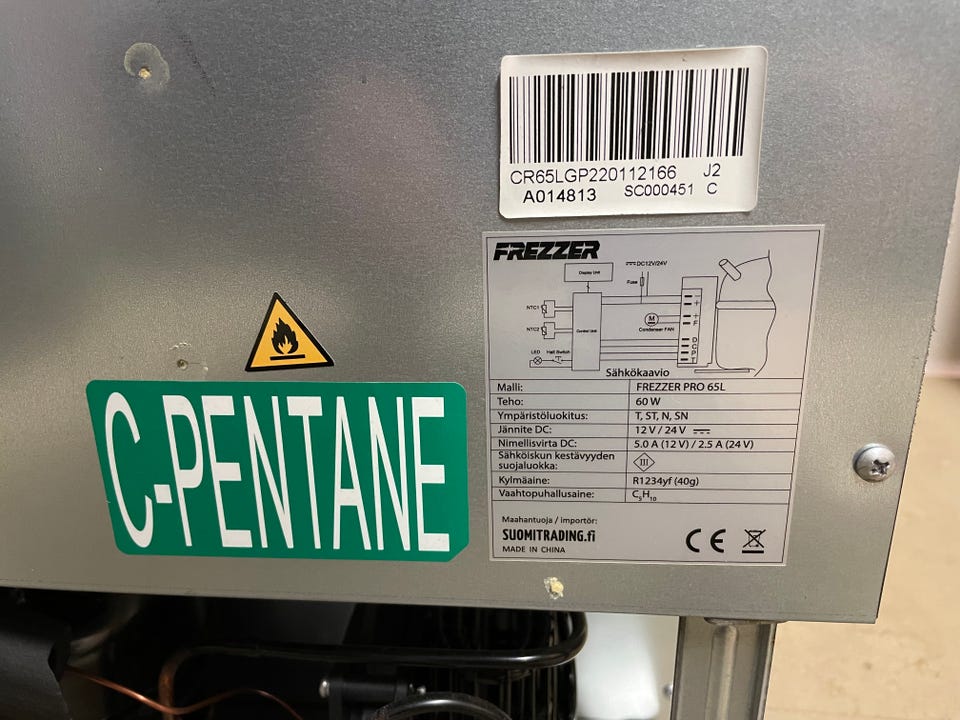 CR65LGP220112166 J2
A014813 SC000451 C
FREZZER
Display Unit
DC12V/24V
Fuse
NTC1
NTC2
Control Unit
M
Condenser FAN
LED Hall Switch
+
F
D
C
P
T
Sähkökaavio
Malli: FREZZER PRO 65L
Teho: 60 W
Ympäristöluokitus: T, ST, N, SN
Jännite DC: 12 V / 24 V
Nimellisvirta DC: 5.0 A (12 V) / 2.5 A (24 V)
Sähköiskun kestävyyden
suojaluokka: III
Kylmäaine: R1234yf (40g)
Vaahtopuhallusaine: C₅H₁₀
Maahantuoja / importör:
SUOMITRADING.fi
MADE IN CHINA
CE
C-PENTANE